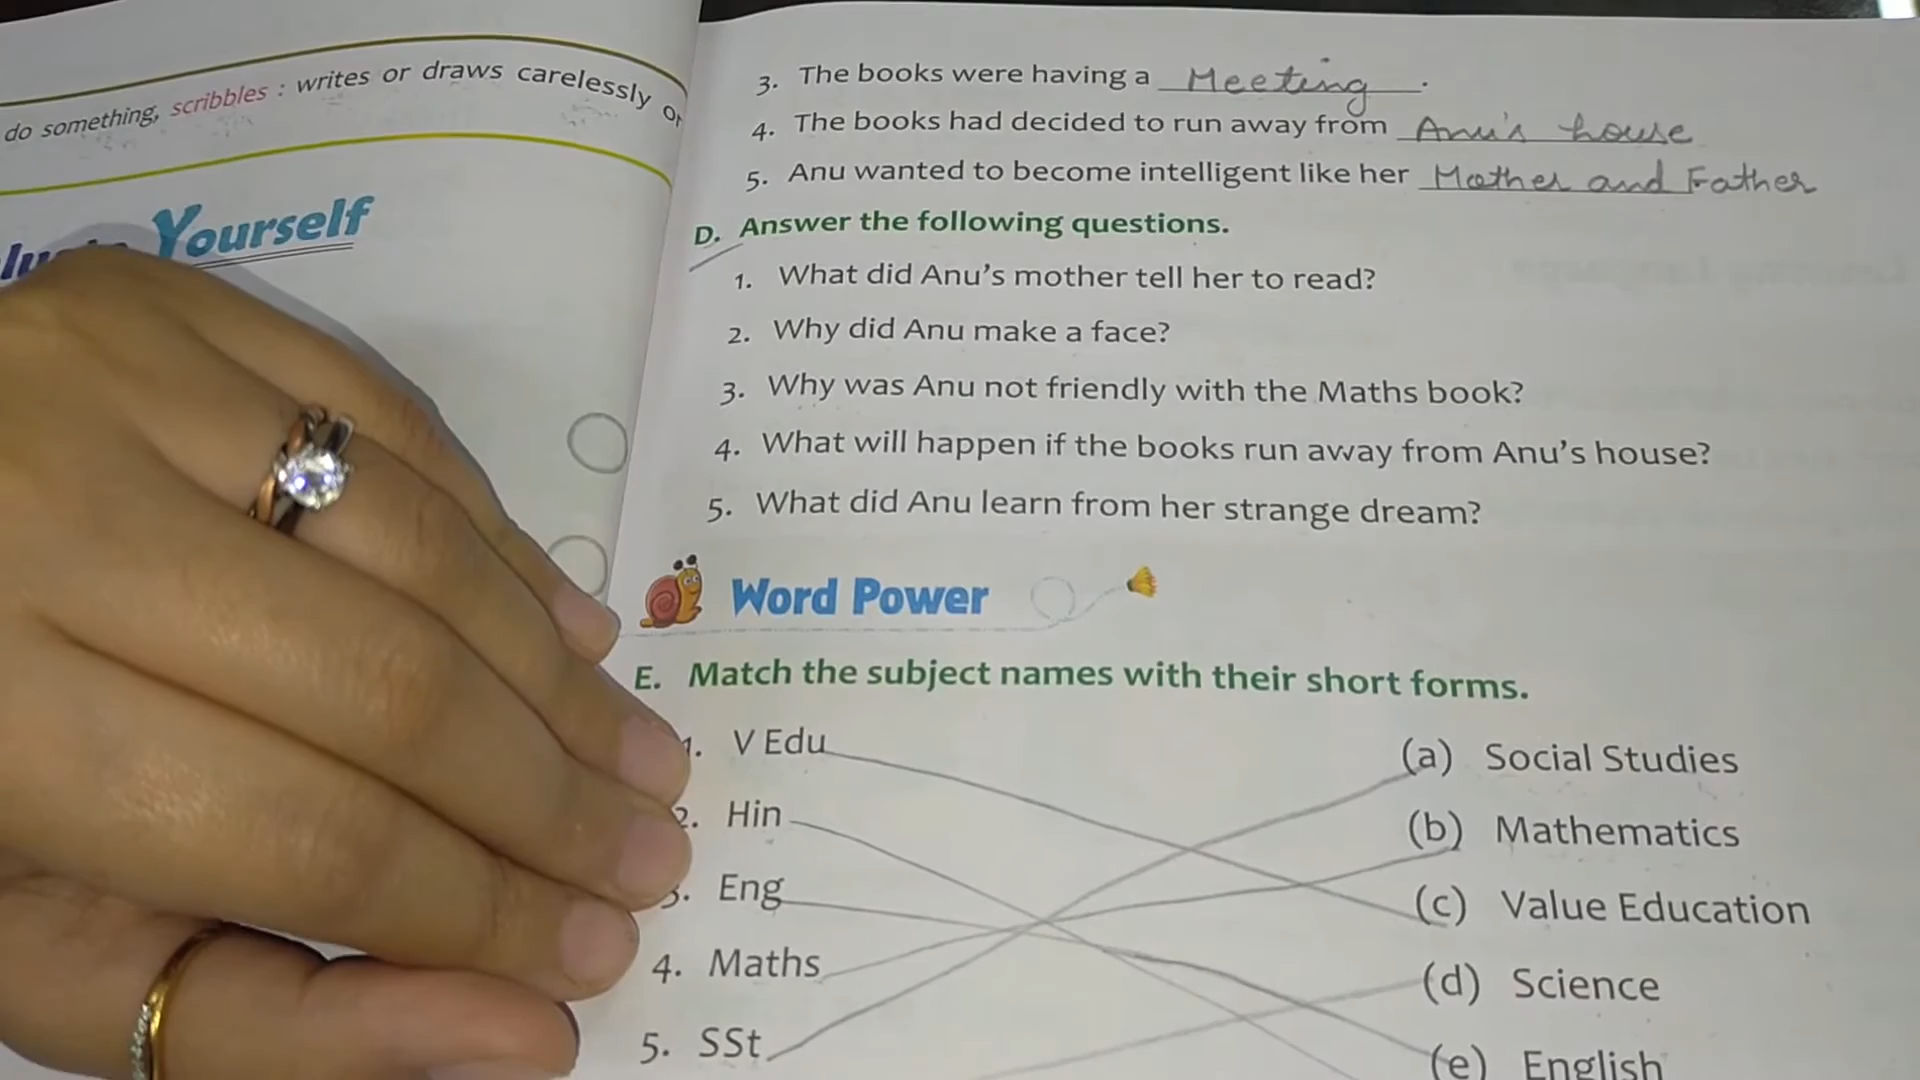 do something, scribbles : writes or draws carelessly or
Yourself
3. The books were having a Meeting.
4. The books had decided to run away from Anu's house
5. Anu wanted to become intelligent like her Mother and Father
D. Answer the following questions.
1. What did Anu's mother tell her to read?
2. Why did Anu make a face?
3. Why was Anu not friendly with the Maths book?
4. What will happen if the books run away from Anu's house?
5. What did Anu learn from her strange dream?
Word Power
E. Match the subject names with their short forms.
1. V Edu (a) Social Studies
2. Hin (b) Mathematics
3. Eng (c) Value Education
4. Maths (d) Science
5. SSt (e) English